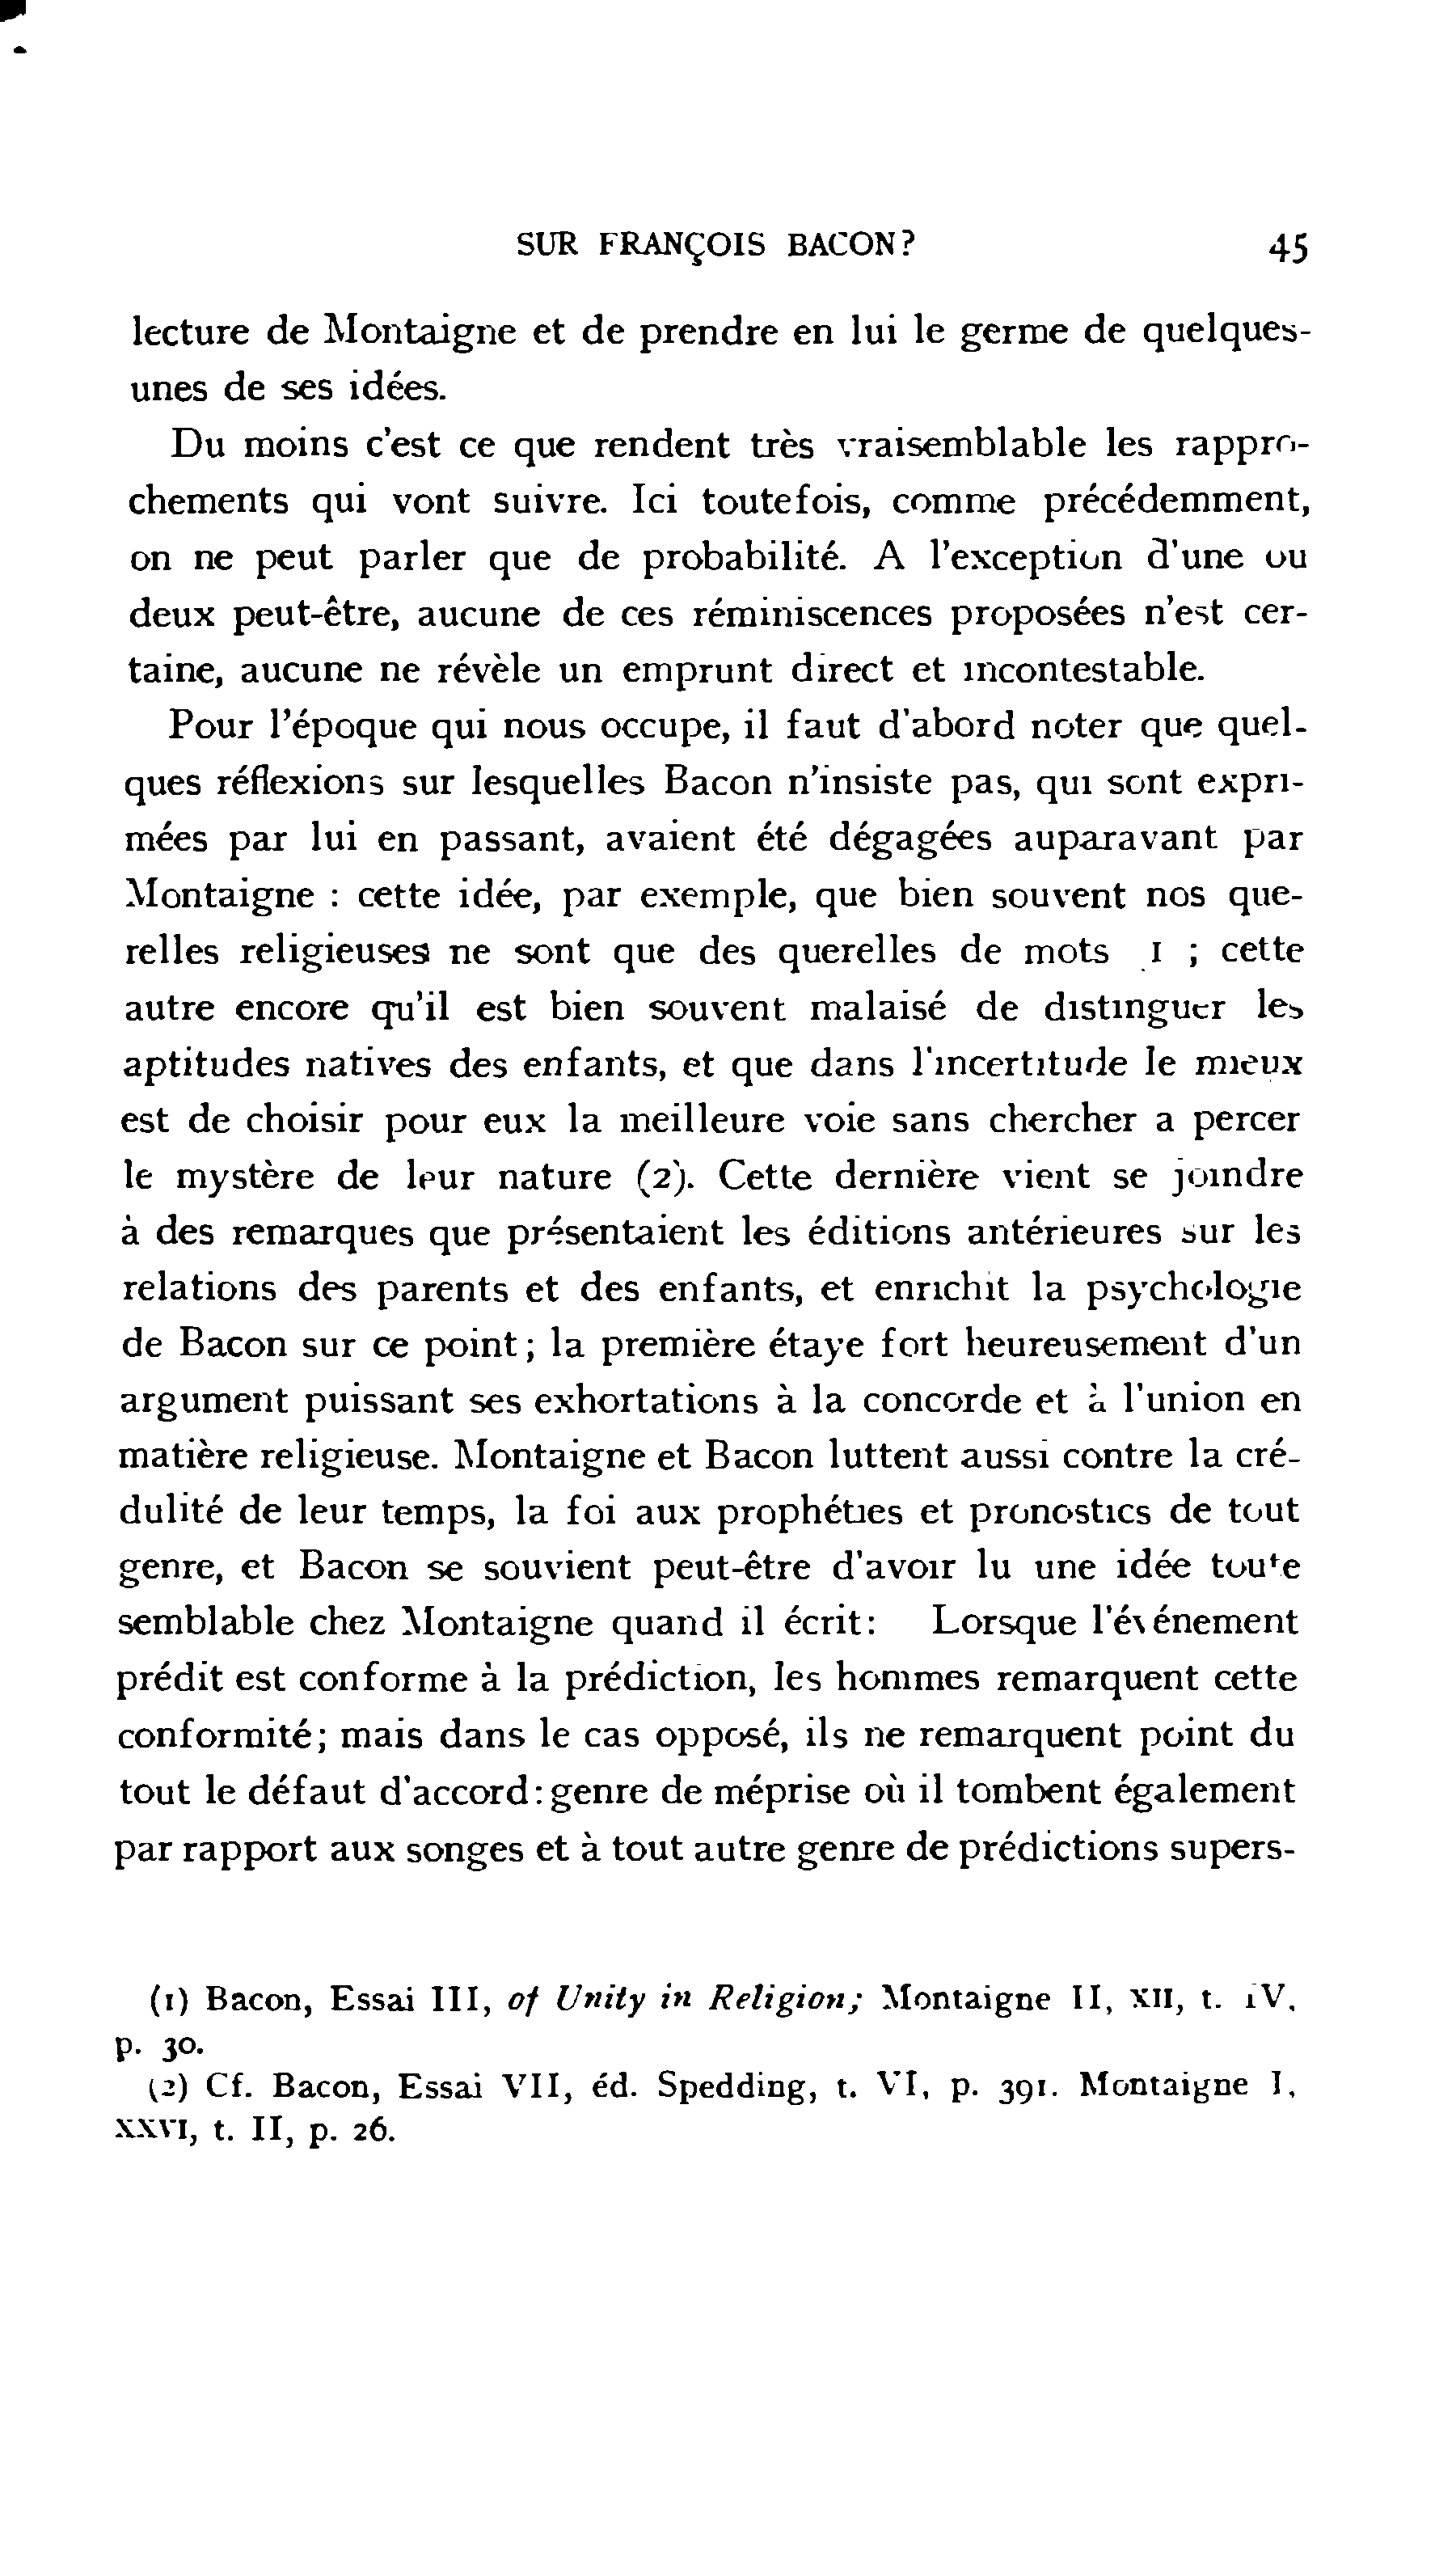 SUR FRANÇOIS BACON? 45
lecture de Montaigne et de prendre en lui le germe de quelques-
unes de ses idées.
Du moins c'est ce que rendent très vraisemblable les rappro-
chements qui vont suivre. Ici toutefois, comme précédemment,
on ne peut parler que de probabilité. A l'exception d'une ou
deux peut-être, aucune de ces réminiscences proposées n'est cer-
taine, aucune ne révèle un emprunt direct et incontestable.
Pour l'époque qui nous occupe, il faut d'abord noter que quel-
ques réflexions sur lesquelles Bacon n'insiste pas, qui sont expri-
mées par lui en passant, avaient été dégagées auparavant par
Montaigne : cette idée, par exemple, que bien souvent nos que-
relles religieuses ne sont que des querelles de mots 1 ; cette
autre encore qu'il est bien souvent malaisé de distinguer les
aptitudes natives des enfants, et que dans l'incertitude le mieux
est de choisir pour eux la meilleure voie sans chercher a percer
le mystère de leur nature (2). Cette dernière vient se joindre
à des remarques que présentaient les éditions antérieures sur les
relations des parents et des enfants, et enrichit la psychologie
de Bacon sur ce point ; la première étaye fort heureusement d'un
argument puissant ses exhortations à la concorde et à l'union en
matière religieuse. Montaigne et Bacon luttent aussi contre la cré-
dulité de leur temps, la foi aux prophéties et pronostics de tout
genre, et Bacon se souvient peut-être d'avoir lu une idée toute
semblable chez Montaigne quand il écrit: Lorsque l'événement
prédit est conforme à la prédiction, les hommes remarquent cette
conformité; mais dans le cas opposé, ils ne remarquent point du
tout le défaut d'accord : genre de méprise où il tombent également
par rapport aux songes et à tout autre genre de prédictions supers-
(1) Bacon, Essai III, of Unity in Religion; Montaigne II, XII, t. IV,
p. 30.
(2) Cf. Bacon, Essai VII, éd. Spedding, t. VI, p. 391. Montaigne I,
XXVI, t. II, p. 26.